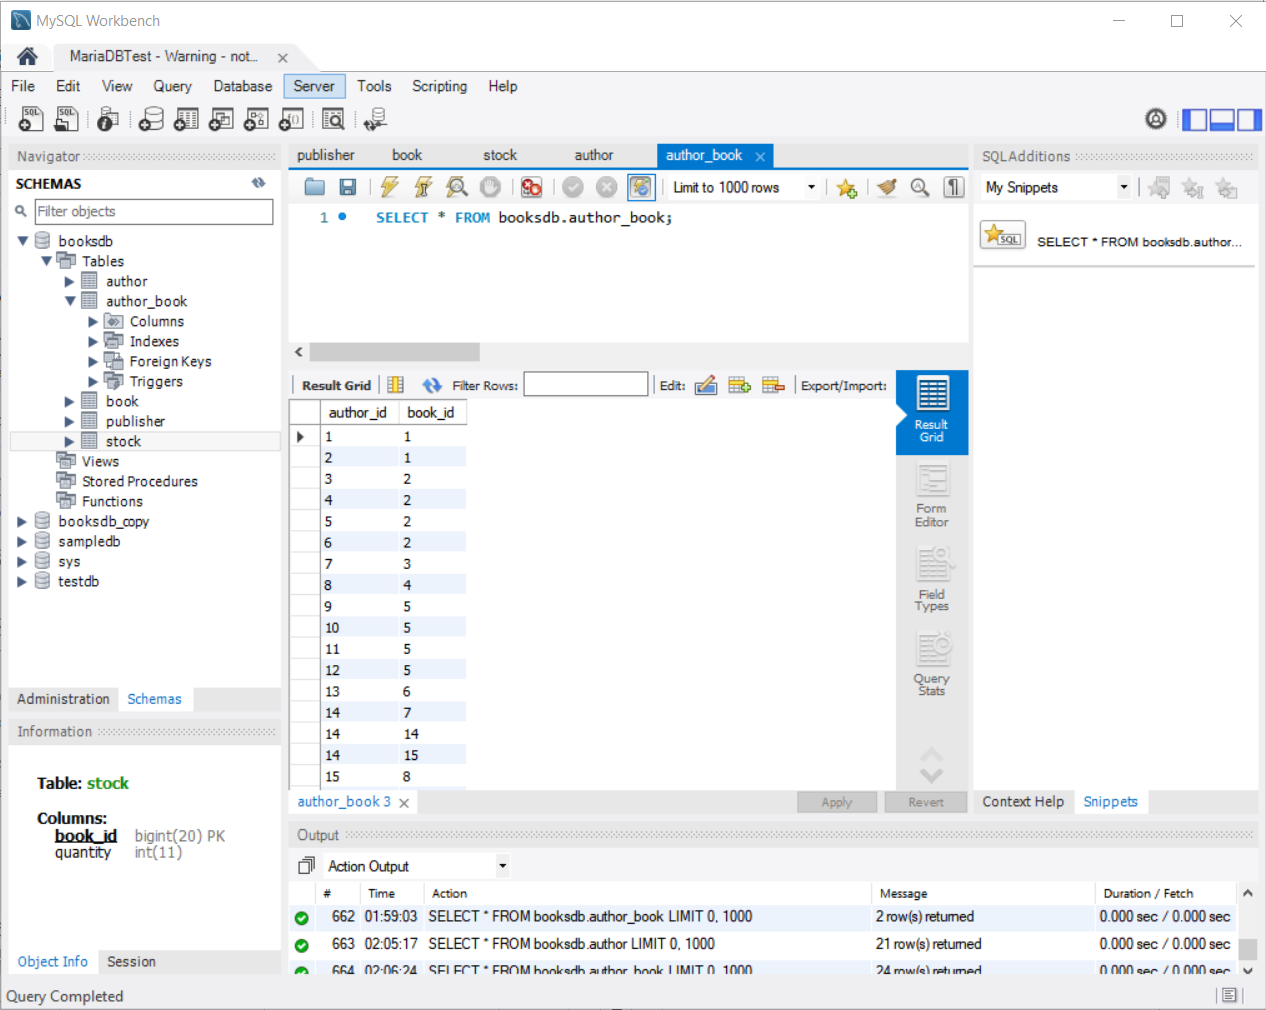 MySQL Workbench
MariaDBTest - Warning - not...
File Edit View Query Database Server Tools Scripting Help
Navigator
SCHEMAS
Filter objects
booksdb
Tables
author
author_book
Columns
Indexes
Foreign Keys
Triggers
book
publisher
stock
Views
Stored Procedures
Functions
booksdb_copy
sampledb
sys
testdb
Administration Schemas
Information
Table: stock
Columns:
book_id bigint(20) PK
quantity int(11)
Object Info Session
publisher book stock author author_book
Limit to 1000 rows
1 SELECT * FROM booksdb.author_book;
Result Grid Filter Rows: Edit: Export/Import:
author_id book_id
1 1
2 1
3 2
4 2
5 2
6 2
7 3
8 4
9 5
10 5
11 5
12 5
13 6
14 7
14 14
14 15
15 8
Result
Grid
Form
Editor
Field
Types
Query
Stats
author_book 3 Apply Revert
SQLAdditions
My Snippets
SQL SELECT * FROM booksdb.author...
Context Help Snippets
Output
Action Output
# Time Action Message Duration / Fetch
662 01:59:03 SELECT * FROM booksdb.author_book LIMIT 0, 1000 2 row(s) returned 0.000 sec / 0.000 sec
663 02:05:17 SELECT * FROM booksdb.author LIMIT 0, 1000 21 row(s) returned 0.000 sec / 0.000 sec
664 02:06:24 SELECT * FROM booksdb.author_book LIMIT 0, 1000 24 row(s) returned 0.000 sec / 0.000 sec
Query Completed